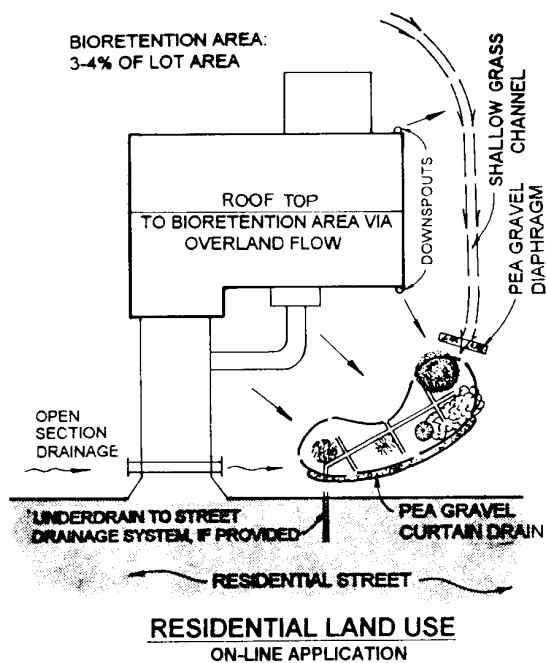 BIORETENTION AREA:
3-4% OF LOT AREA
ROOF TOP
TO BIORETENTION AREA VIA
OVERLAND FLOW
DOWNSPOUTS
SHALLOW GRASS
CHANNEL
PEA GRAVEL
DIAPHRAGM
OPEN
SECTION
DRAINAGE
PEA GRAVEL
CURTAIN DRAIN
*UNDERDRAIN TO STREET
DRAINAGE SYSTEM, IF PROVIDED
RESIDENTIAL STREET
RESIDENTIAL LAND USE
ON-LINE APPLICATION